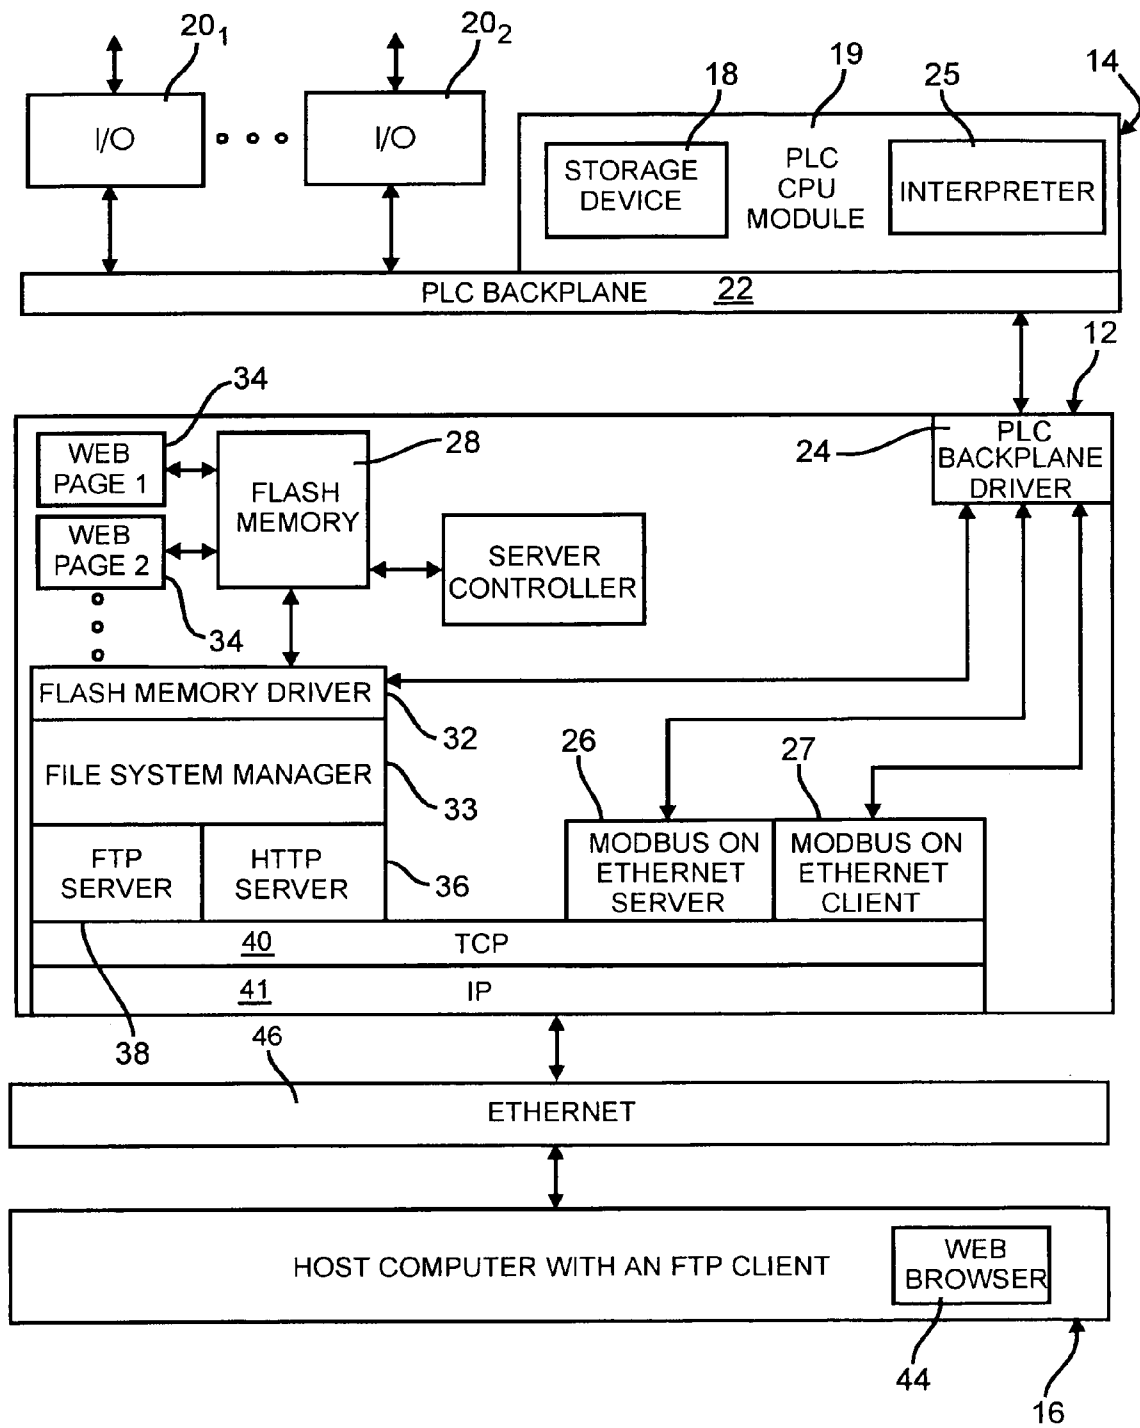 20₁
20₂
18
19
25
14
I/O
I/O
STORAGE
DEVICE
PLC
CPU
MODULE
INTERPRETER
PLC BACKPLANE 22
12
34
WEB
PAGE 1
28
FLASH
MEMORY
24
PLC
BACKPLANE
DRIVER
WEB
PAGE 2
SERVER
CONTROLLER
34
FLASH MEMORY DRIVER
32
FILE SYSTEM MANAGER
33
26
27
FTP
SERVER
HTTP
SERVER
36
MODBUS ON
ETHERNET
SERVER
MODBUS ON
ETHERNET
CLIENT
40 TCP
41 IP
38
46
ETHERNET
HOST COMPUTER WITH AN FTP CLIENT
WEB
BROWSER
44
16